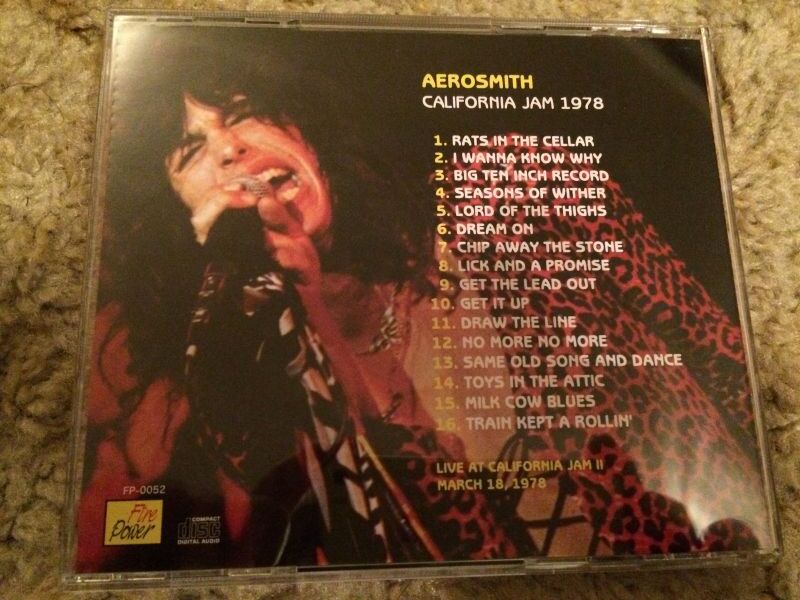 AEROSMITH
CALIFORNIA JAM 1978
1. RATS IN THE CELLAR
2. I WANNA KNOW WHY
3. BIG TEN INCH RECORD
4. SEASONS OF WITHER
5. LORD OF THE THIGHS
6. DREAM ON
7. CHIP AWAY THE STONE
8. LICK AND A PROMISE
9. GET THE LEAD OUT
10. GET IT UP
11. DRAW THE LINE
12. NO MORE NO MORE
13. SAME OLD SONG AND DANCE
14. TOYS IN THE ATTIC
15. MILK COW BLUES
16. TRAIN KEPT A ROLLIN'
LIVE AT CALIFORNIA JAM II
MARCH 18, 1978
FP-0052
Fire
Power
COMPACT
disc
DIGITAL AUDIO